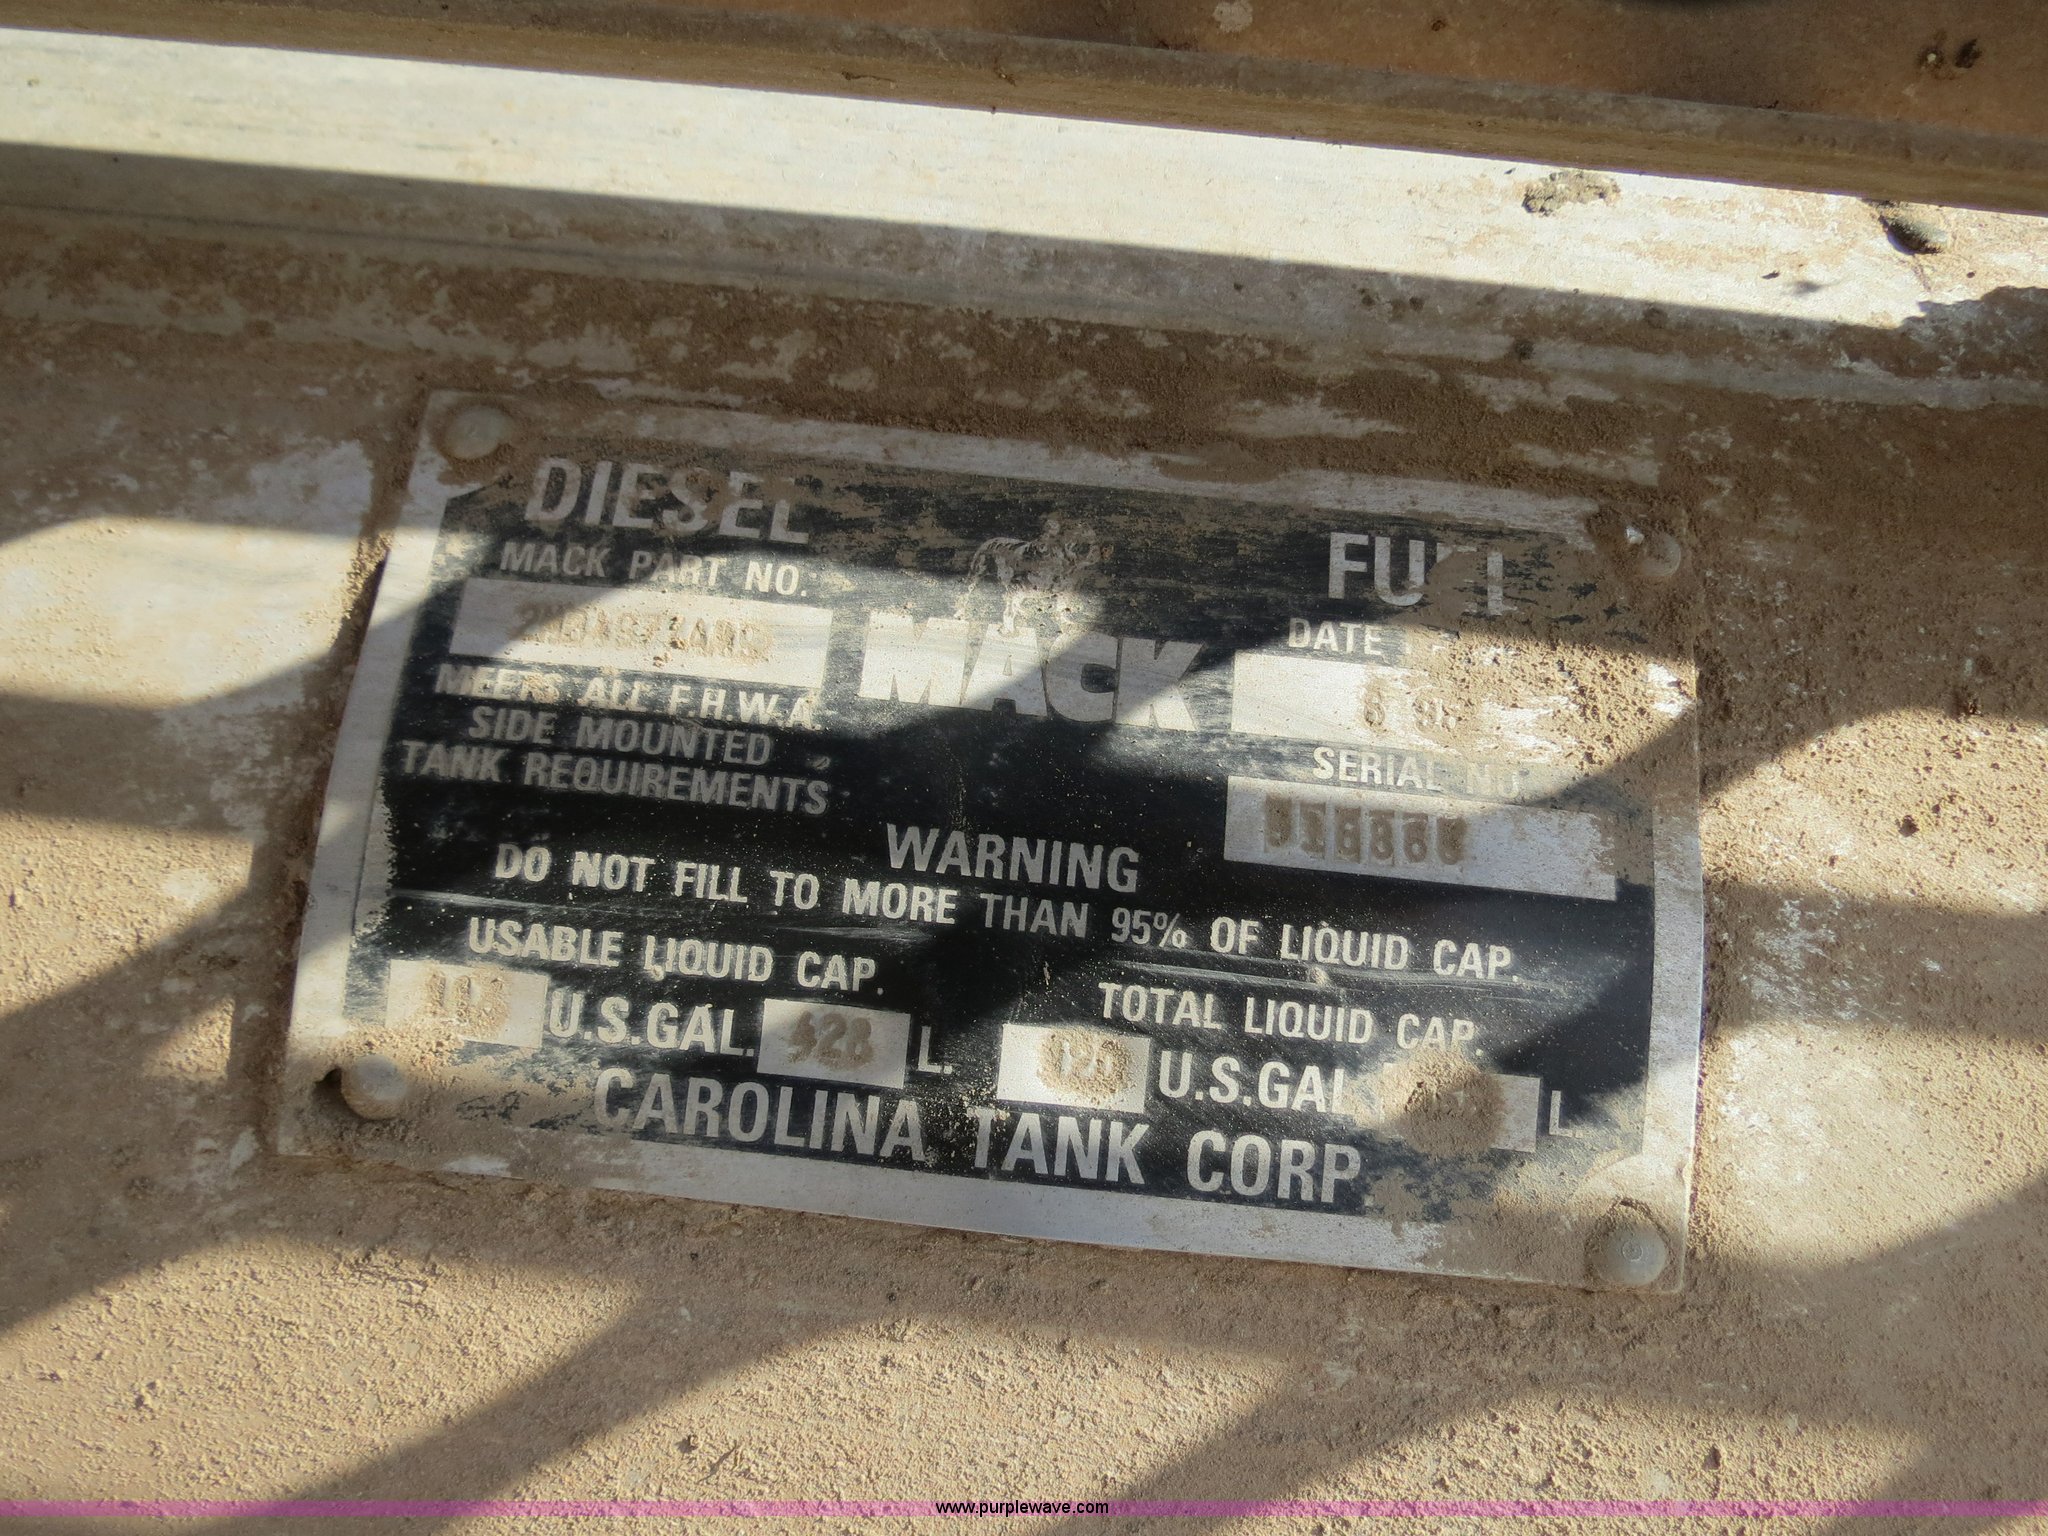 DIESEL FUEL
MACK PART NO.:
MACK
DATE
MEETS ALL F.H.W.A.
SIDE MOUNTED
TANK REQUIREMENTS
SERIAL NO.
WARNING
DO NOT FILL TO MORE THAN 95% OF LIQUID CAP.
USABLE LIQUID CAP.
U.S.GAL. 428 L.
TOTAL LIQUID CAP.
U.S.GAL. L.
CAROLINA TANK CORP.
www.purplewave.com